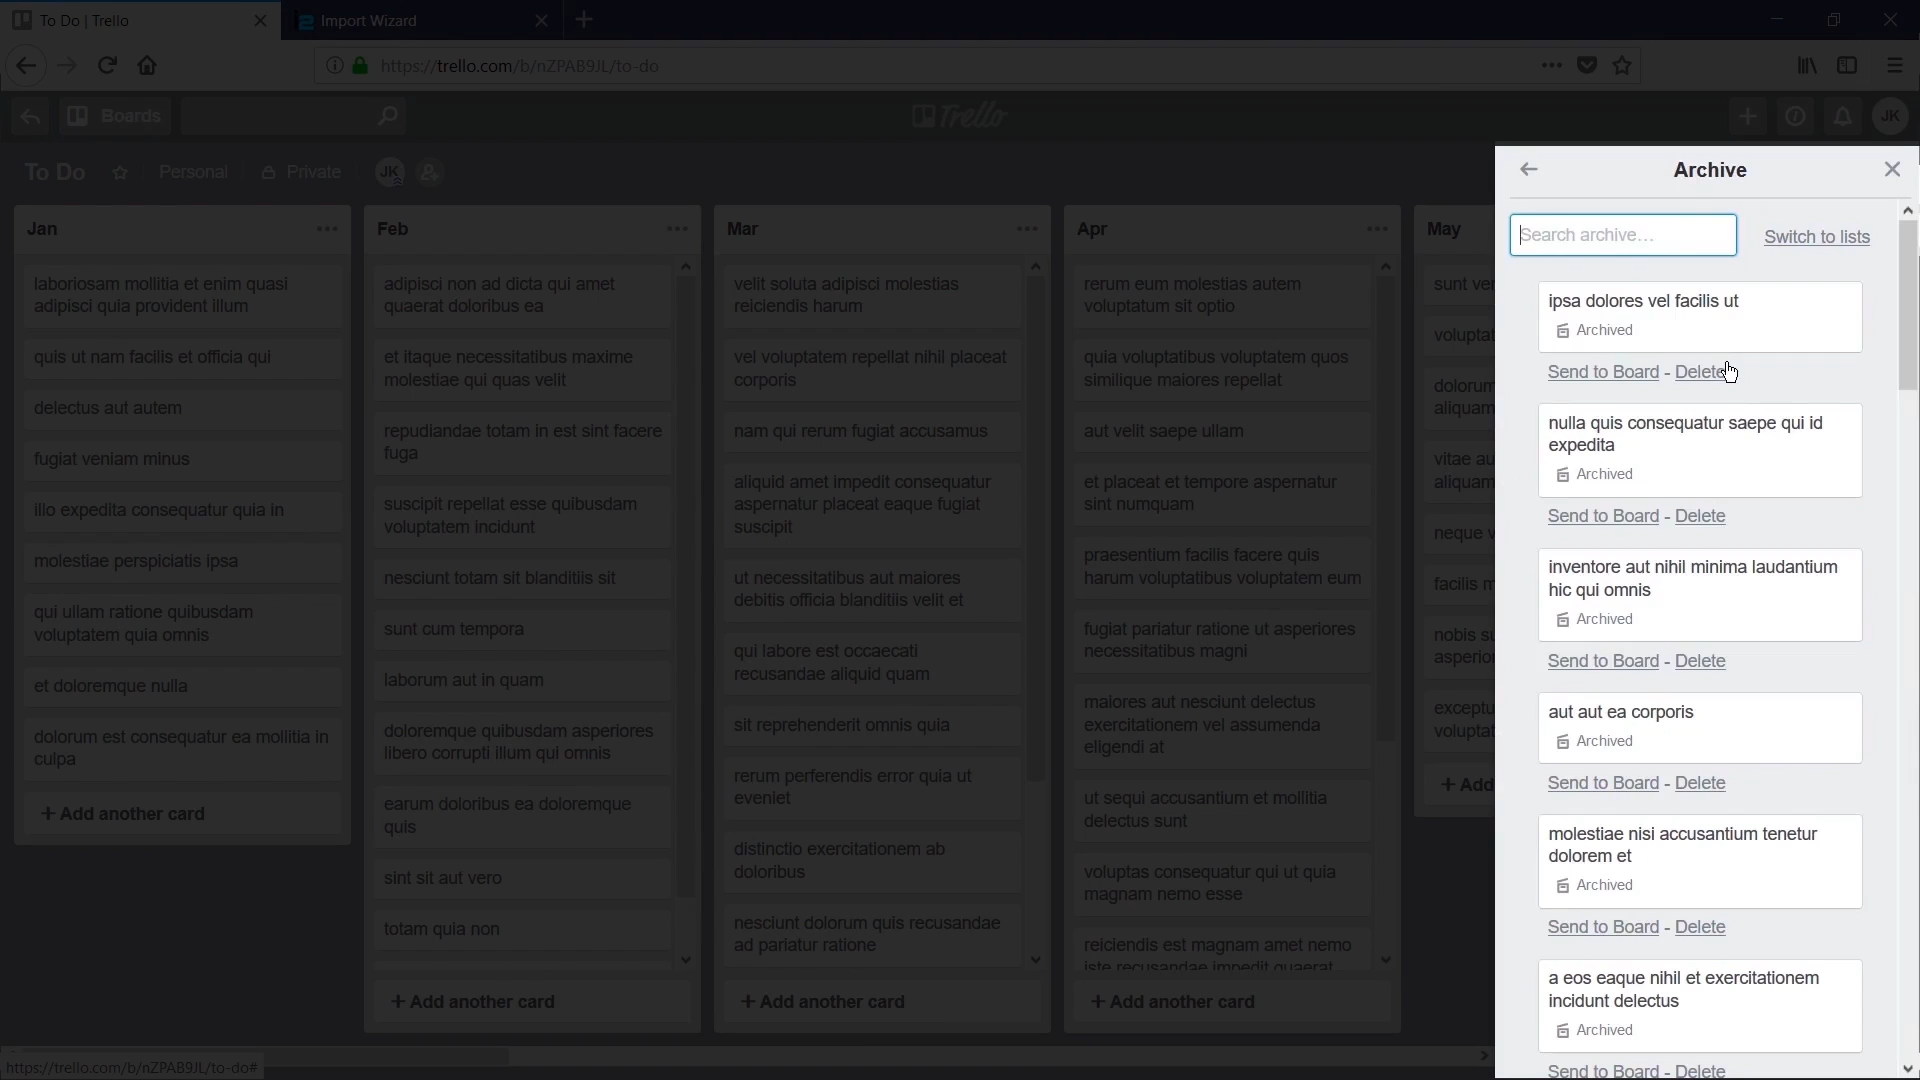 To Do | Trello
Import Wizard
https://trello.com/b/nZPAB9JL/to-do
Boards
Trello
JK
To Do
Personal
Private
JK
Archive
Search archive…
Switch to lists
ipsa dolores vel facilis ut
Archived
Send to Board - Delete
nulla quis consequatur saepe qui id
expedita
Archived
Send to Board - Delete
inventore aut nihil minima laudantium
hic qui omnis
Archived
Send to Board - Delete
aut aut ea corporis
Archived
Send to Board - Delete
molestiae nisi accusantium tenetur
dolorem et
Archived
Send to Board - Delete
a eos eaque nihil et exercitationem
incidunt delectus
Archived
Send to Board - Delete
Jan
laboriosam mollitia et enim quasi
adipisci quia provident illum
quis ut nam facilis et officia qui
delectus aut autem
fugiat veniam minus
illo expedita consequatur quia in
molestiae perspiciatis ipsa
qui ullam ratione quibusdam
voluptatem quia omnis
et doloremque nulla
dolorum est consequatur ea mollitia in
culpa
+ Add another card
Feb
adipisci non ad dicta qui amet
quaerat doloribus ea
et itaque necessitatibus maxime
molestiae qui quas velit
repudiandae totam in est sint facere
fuga
suscipit repellat esse quibusdam
voluptatem incidunt
nesciunt totam sit blanditiis sit
sunt cum tempora
laborum aut in quam
doloremque quibusdam asperiores
libero corrupti illum qui omnis
earum doloribus ea doloremque
quis
sint sit aut vero
totam quia non
+ Add another card
Mar
velit soluta adipisci molestias
reiciendis harum
vel voluptatem repellat nihil placeat
corporis
nam qui rerum fugiat accusamus
aliquid amet impedit consequatur
aspernatur placeat eaque fugiat
suscipit
ut necessitatibus aut maiores
debitis officia blanditiis velit et
qui labore est occaecati
recusandae aliquid quam
sit reprehenderit omnis quia
rerum perferendis error quia ut
eveniet
distinctio exercitationem ab
doloribus
nesciunt dolorum quis recusandae
ad pariatur ratione
+ Add another card
Apr
rerum eum molestias autem
voluptatum sit optio
quia voluptatibus voluptatem quos
similique maiores repellat
aut velit saepe ullam
et placeat et tempore aspernatur
sint numquam
praesentium facilis facere quis
harum voluptatibus voluptatem eum
fugiat pariatur ratione ut asperiores
necessitatibus magni
maiores aut nesciunt delectus
exercitationem vel assumenda
eligendi at
ut sequi accusantium et mollitia
delectus sunt
voluptas consequatur qui ut quia
magnam nemo esse
reiciendis est magnam amet nemo
iste recusandae impedit quaerat
+ Add another card
May
sunt
vitae
aliquam
neque
facilis
nobis
+ Add
https://trello.com/b/nZPAB9JL/to-do#